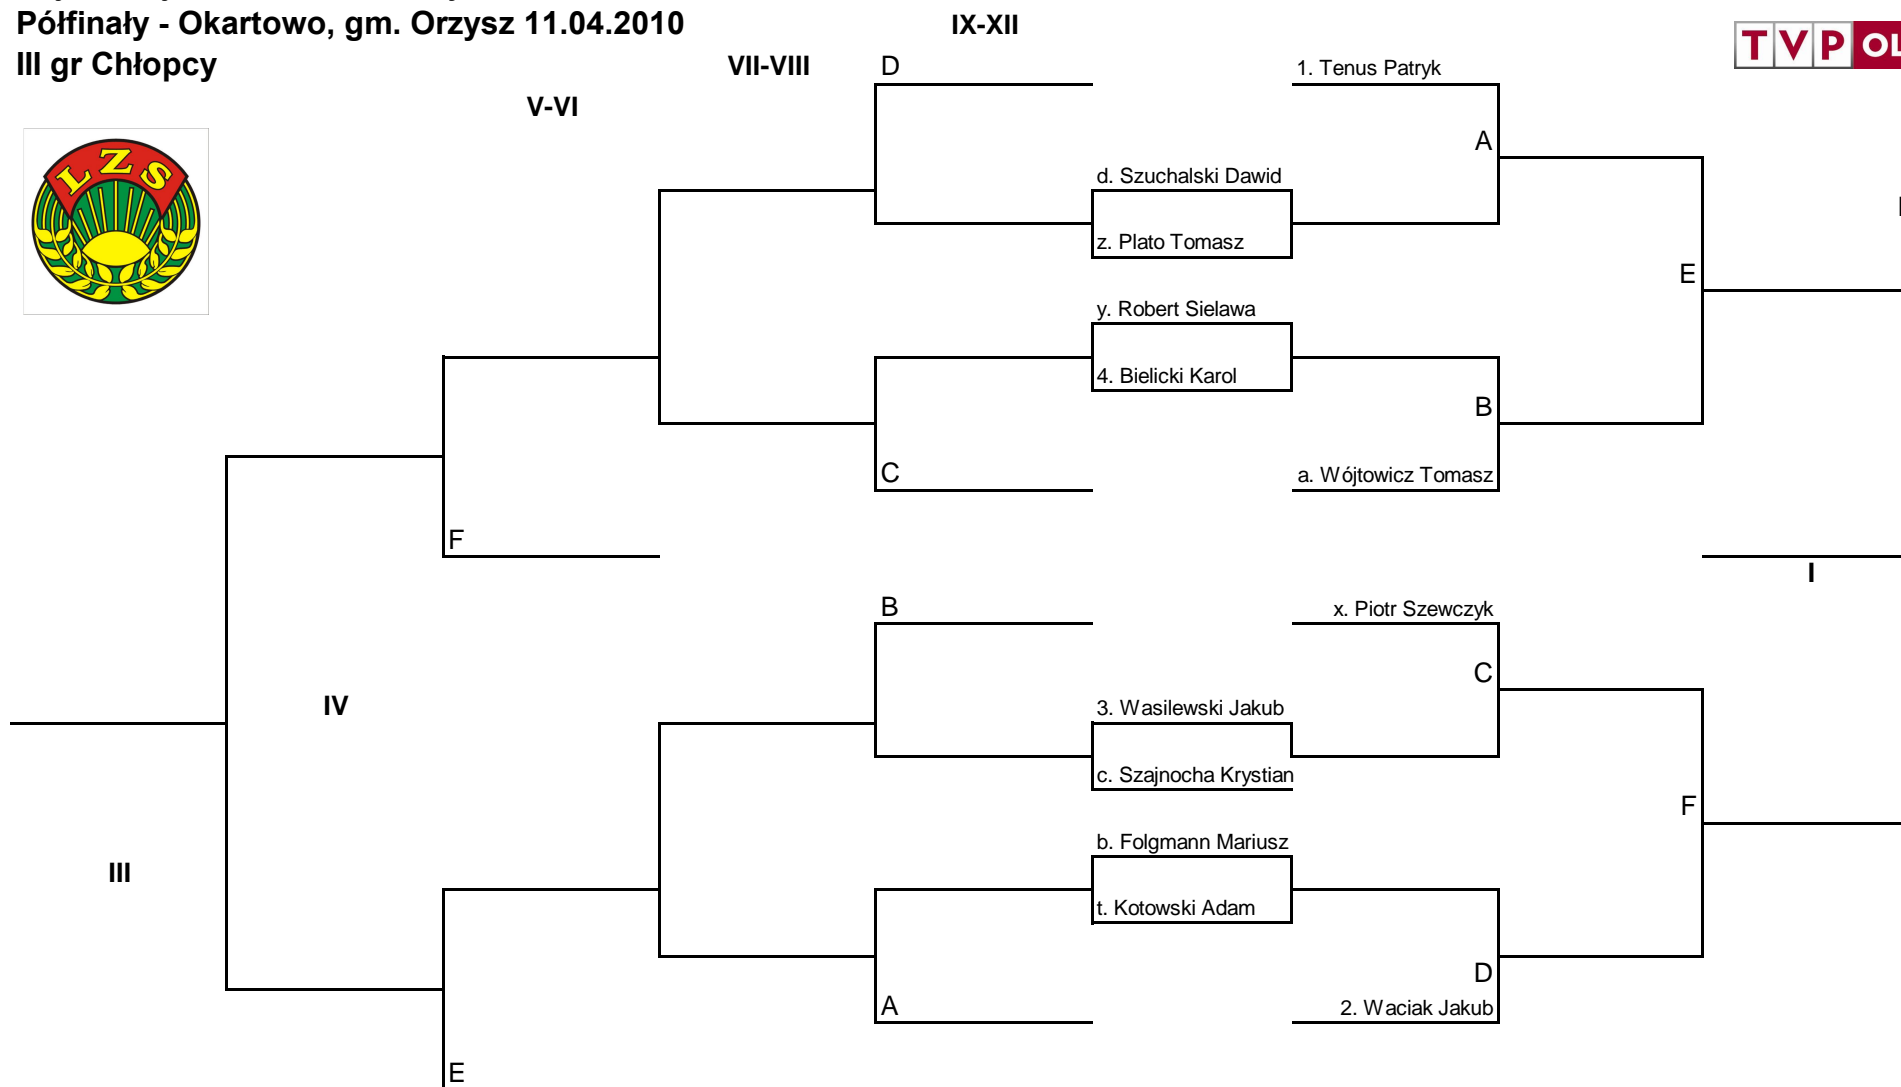 Półfinały - Okartowo, gm. Orzysz 11.04.2010
IX-XII
III gr Chłopcy
VII-VIII
D
1. Tenus Patryk
TVP
V-VI
LZS
A
d. Szuchalski Dawid
z. Plato Tomasz
E
y. Robert Sielawa
4. Bielicki Karol
B
C
a. Wójtowicz Tomasz
F
I
B
x. Piotr Szewczyk
C
IV
3. Wasilewski Jakub
c. Szajnocha Krystian
F
b. Folgmann Mariusz
III
t. Kotowski Adam
D
A
2. Waciak Jakub
E